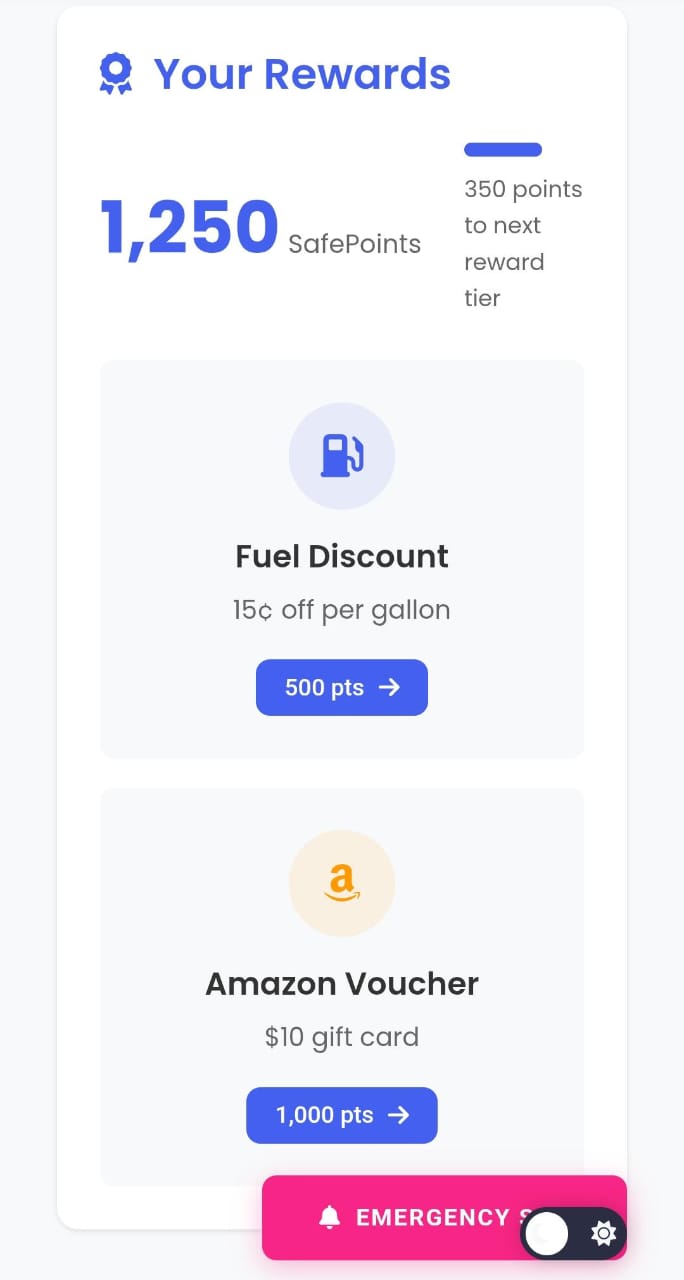 Your Rewards
1,250 SafePoints
350 points
to next
reward
tier
Fuel Discount
15¢ off per gallon
500 pts
a
Amazon Voucher
$10 gift card
1,000 pts
EMERGENCY